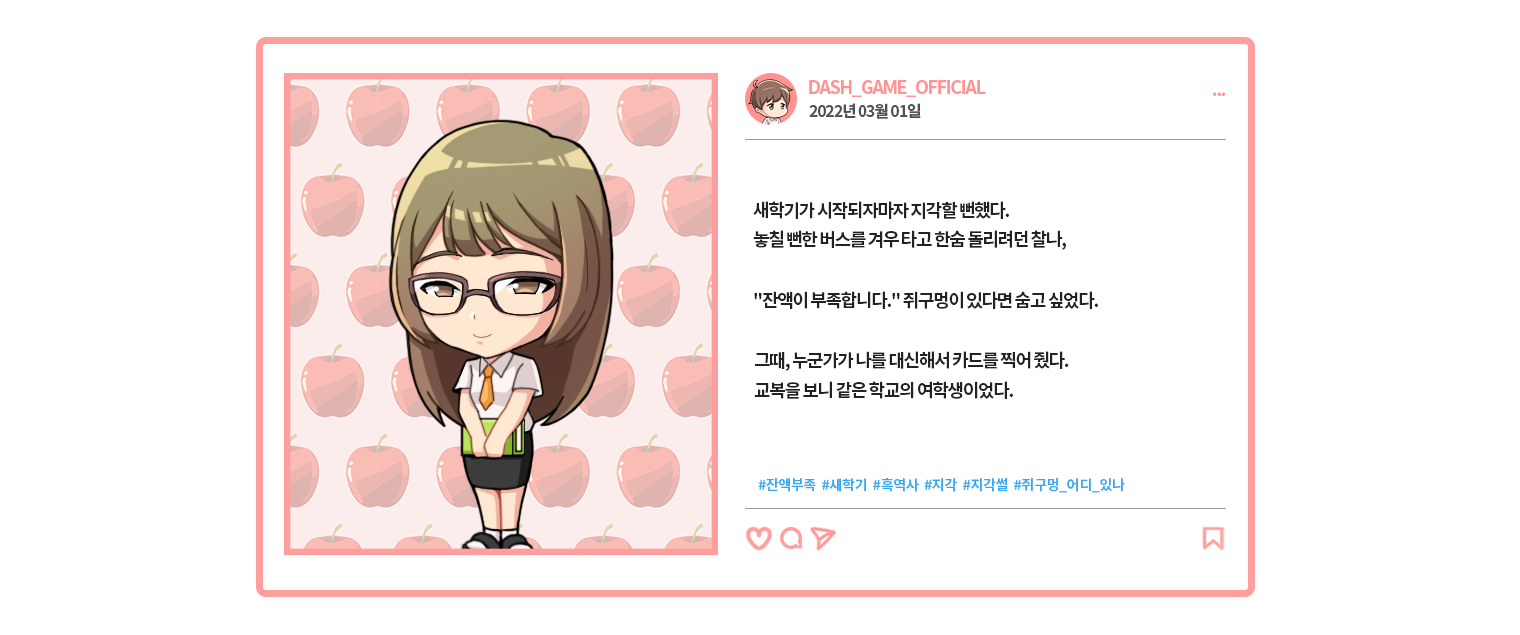 DASH_GAME_OFFICIAL
2022년 03월 01일
새학기가 시작되자마자 지각할 뻔했다.
놓칠 뻔한 버스를 겨우 타고 한숨 돌리려던 찰나,
"잔액이 부족합니다." 쥐구멍이 있다면 숨고 싶었다.
그때, 누군가가 나를 대신해서 카드를 찍어 줬다.
교복을 보니 같은 학교의 여학생이었다.
#잔액부족 #새학기 #흑역사 #지각 #지각썰 #쥐구멍_어디_있나